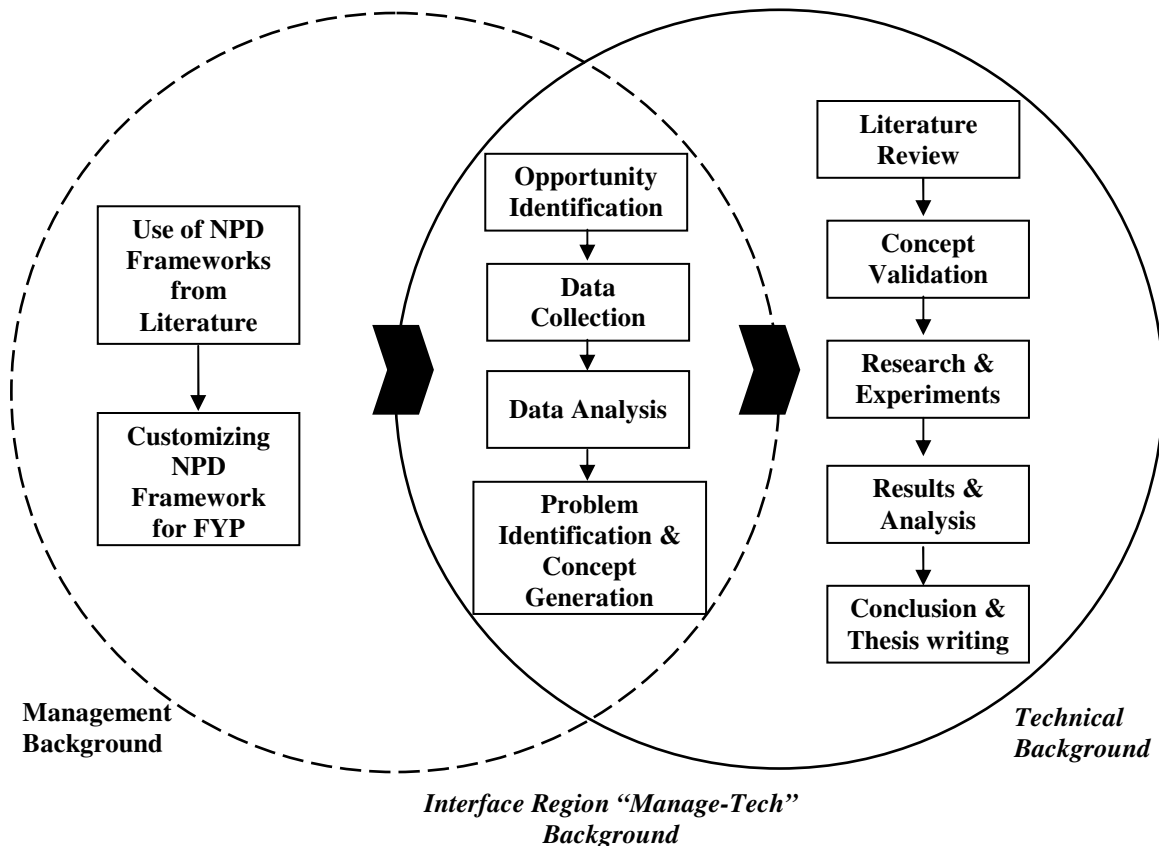 Use of NPD
Frameworks
from
Literature
Customizing
NPD
Framework
for FYP
Opportunity
Identification
Data
Collection
Data Analysis
Problem
Identification &
Concept
Generation
Literature
Review
Concept
Validation
Research &
Experiments
Results &
Analysis
Conclusion &
Thesis writing
Management
Background
Technical
Background
Interface Region “Manage-Tech”
Background